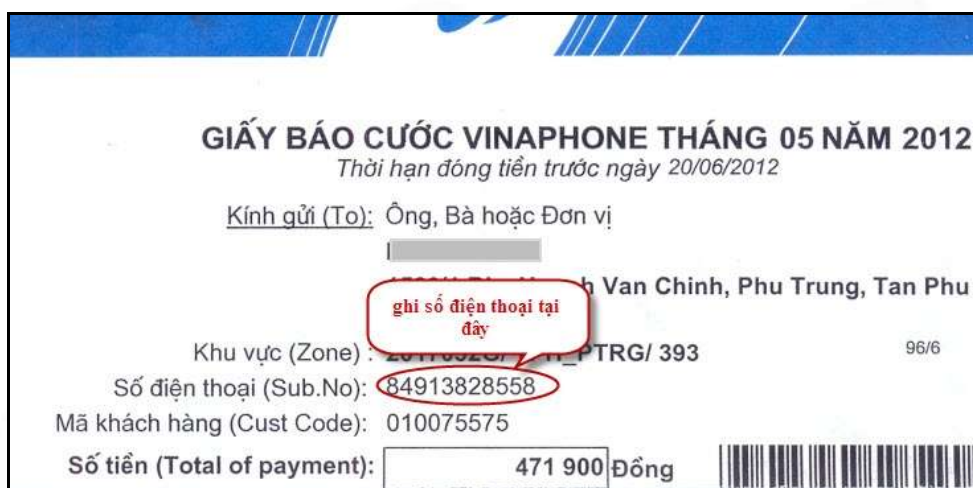 GIẤY BÁO CƯỚC VINAPHONE THÁNG 05 NĂM 2012
Thời hạn đóng tiền trước ngày 20/06/2012
Kính gửi (To): Ông, Bà hoặc Đơn vị
h Van Chinh, Phu Trung, Tan Phu
ghi số điện thoại tại
đây
Khu vực (Zone) : PTRG/ 393 96/6
Số điện thoại (Sub.No): 84913828558
Mã khách hàng (Cust Code): 010075575
Số tiền (Total of payment): 471 900 Đồng